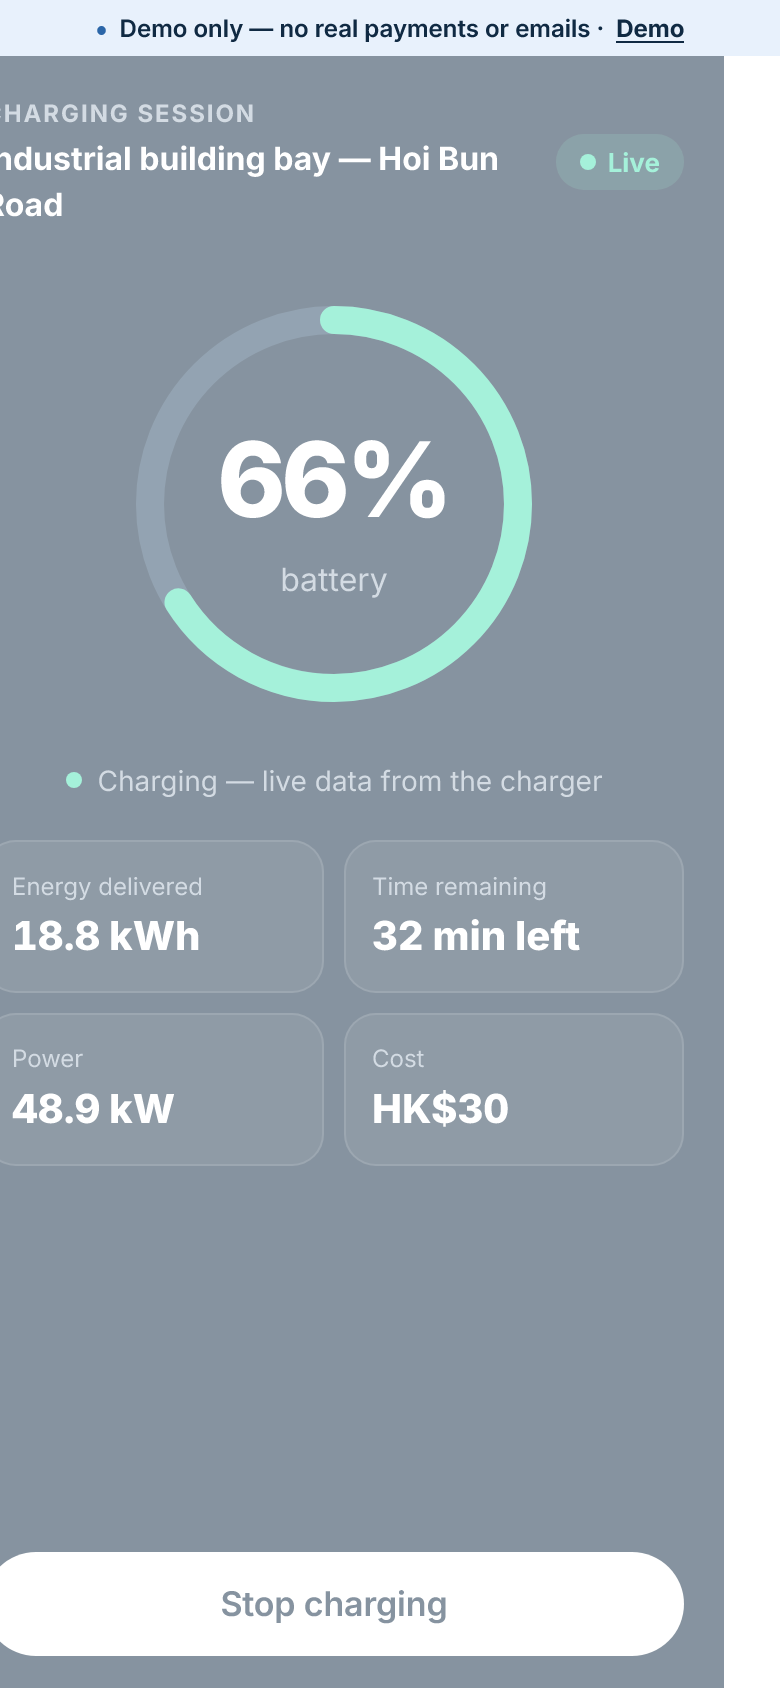 Demo only — no real payments or emails · Demo
CHARGING SESSION
Industrial building bay — Hoi Bun
Road
Live
66%
battery
Charging — live data from the charger
Energy delivered
18.8 kWh
Time remaining
32 min left
Power
48.9 kW
Cost
HK$30
Stop charging